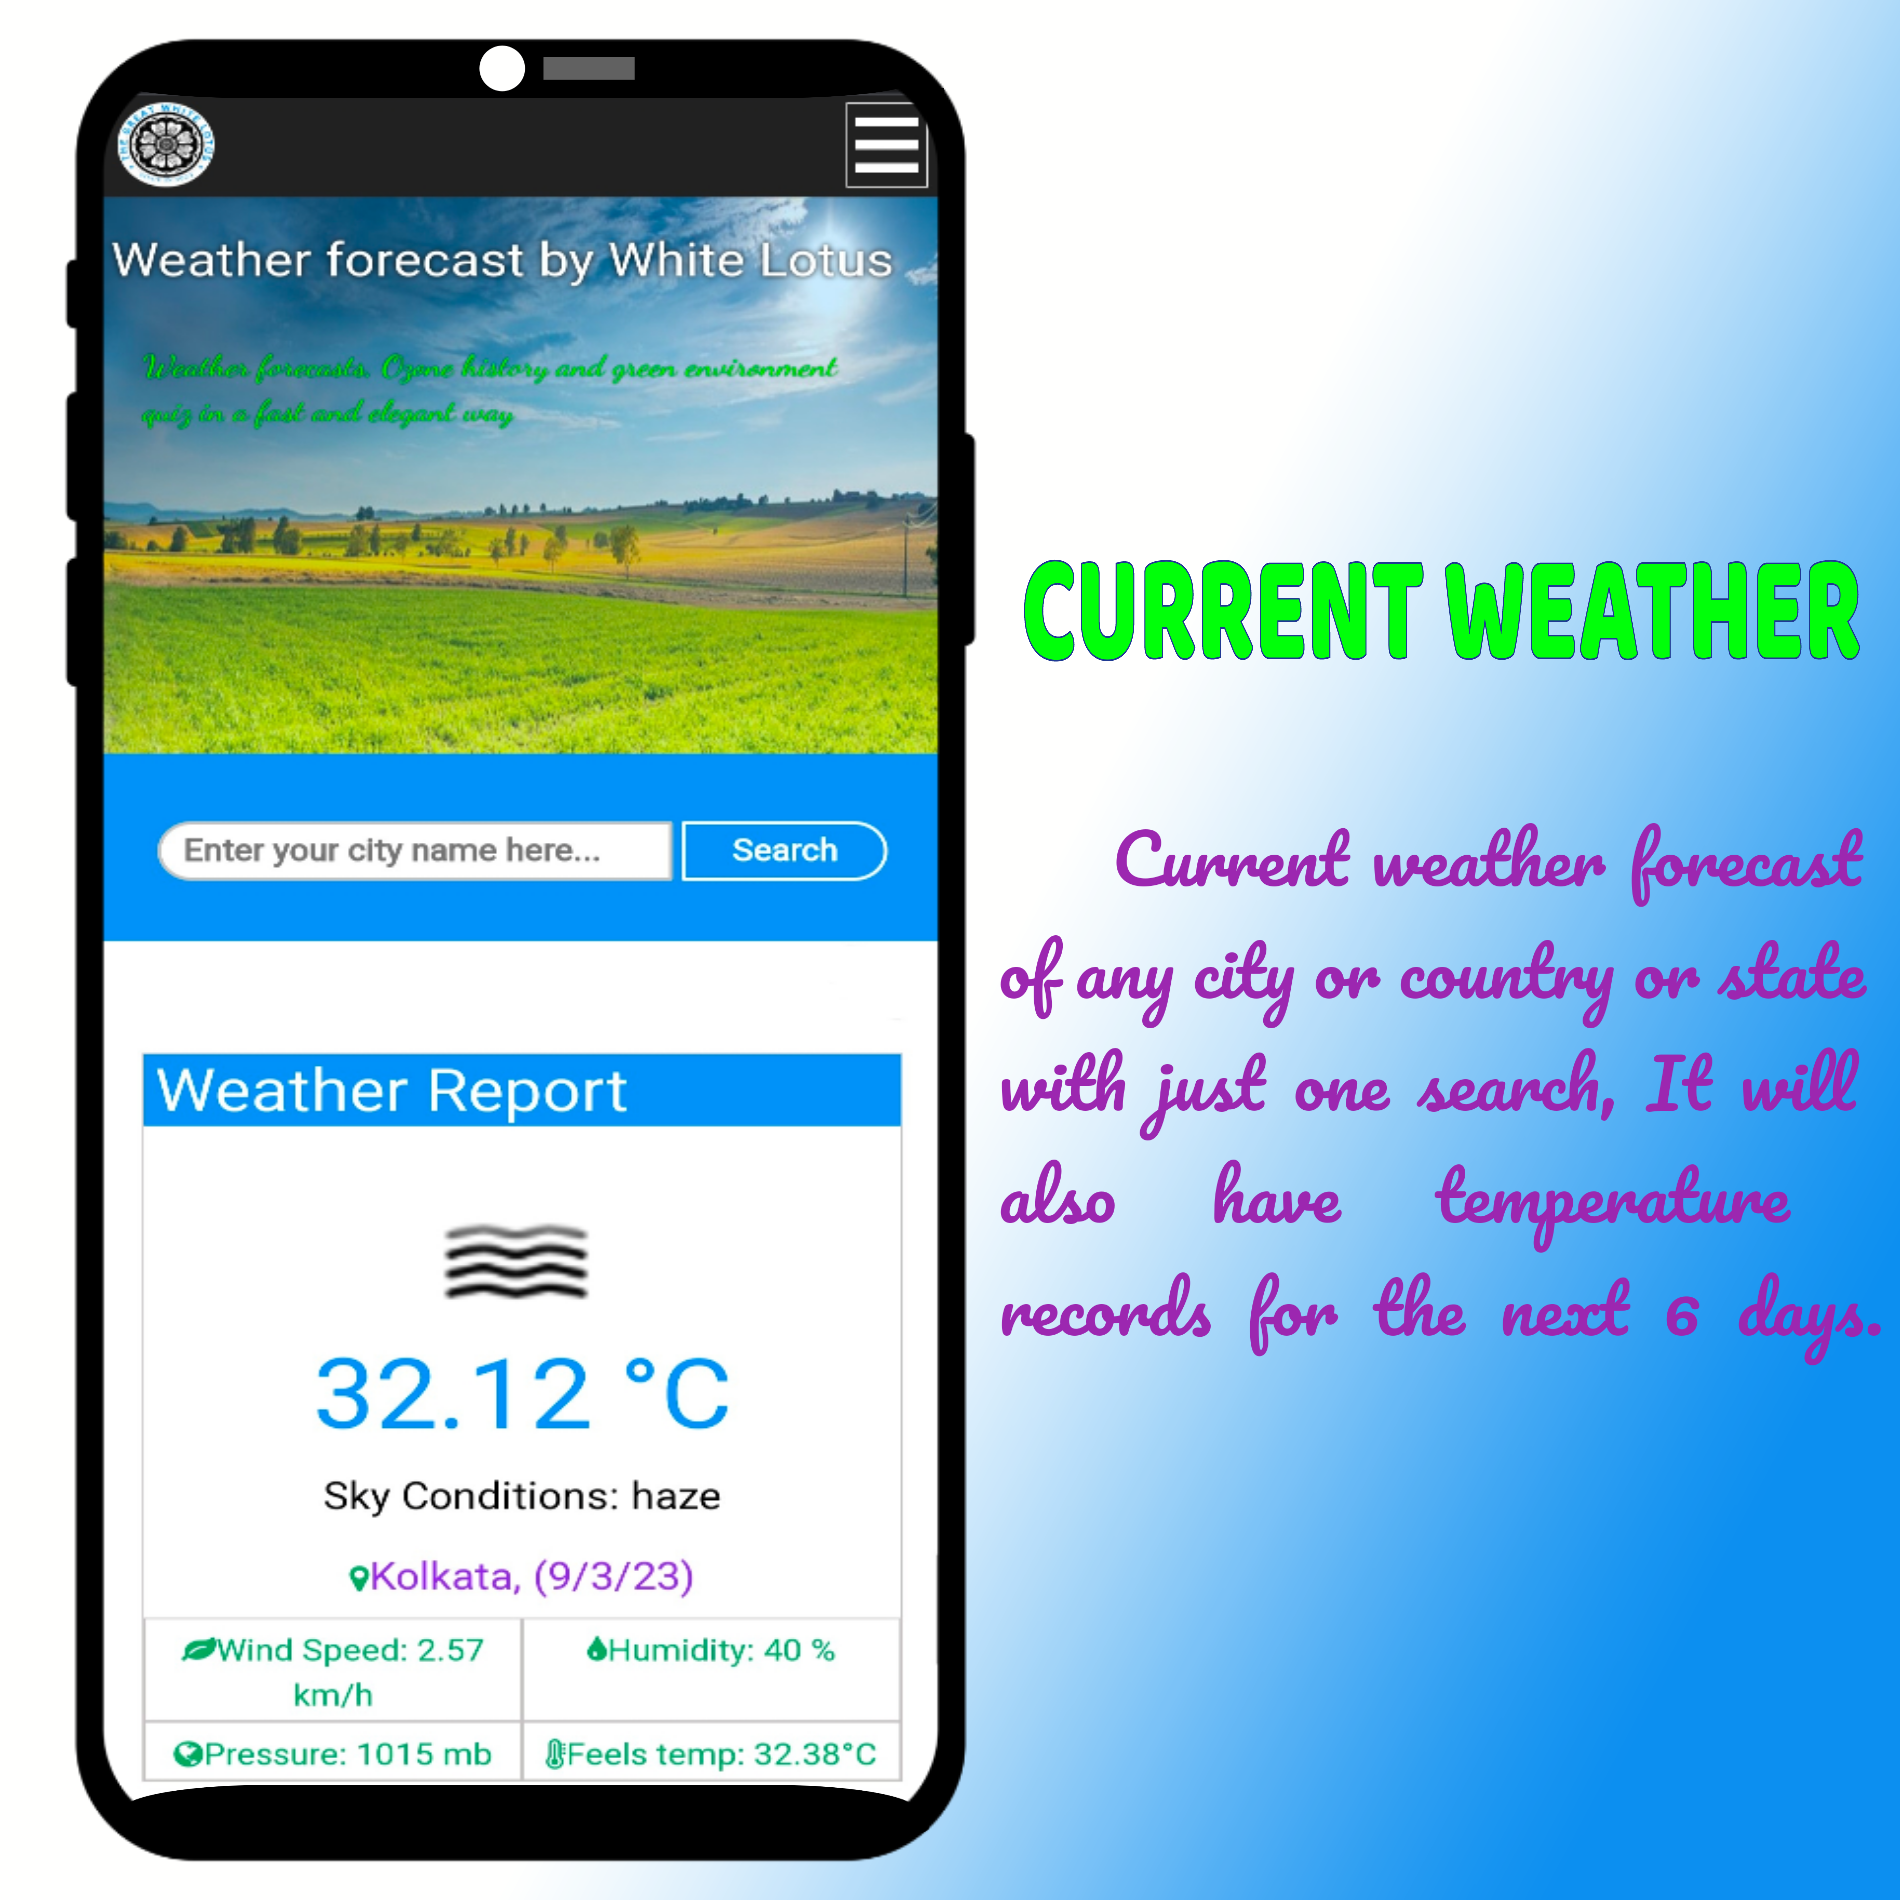 THE GREAT WHITE LOTUS
Weather forecast by White Lotus
Weather forecasts, Ozone history and green environment
quiz in a fast and elegant way
Enter your city name here...
Search
Weather Report
32.12 °C
Sky Conditions: haze
Kolkata, (9/3/23)
Wind Speed: 2.57
km/h
Humidity: 40 %
Pressure: 1015 mb
Feels temp: 32.38°C
CURRENT WEATHER
Current weather forecast
of any city or country or state
with just one search, It will
also have temperature
records for the next 6 days.